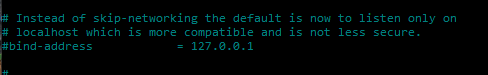 # Instead of skip-networking the default is now to listen only on
# localhost which is more compatible and is not less secure.
#bind-address            = 127.0.0.1
#